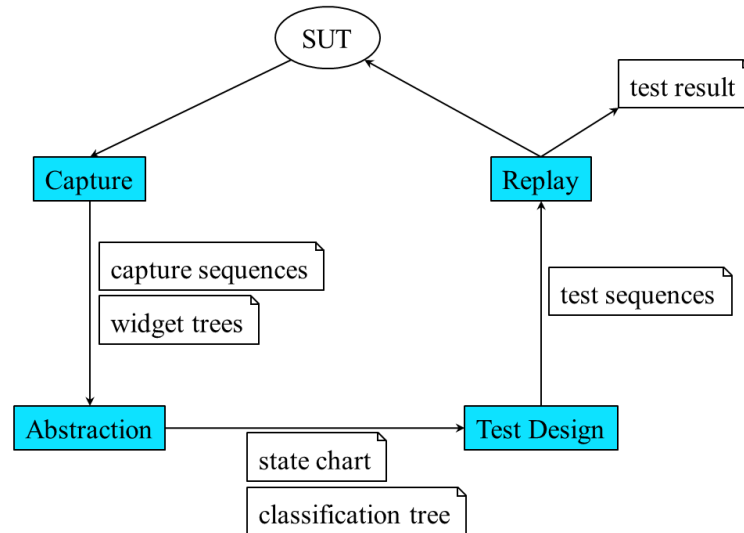 SUT
test result
Capture
Replay
capture sequences
test sequences
widget trees
Abstraction
Test Design
state chart
classification tree